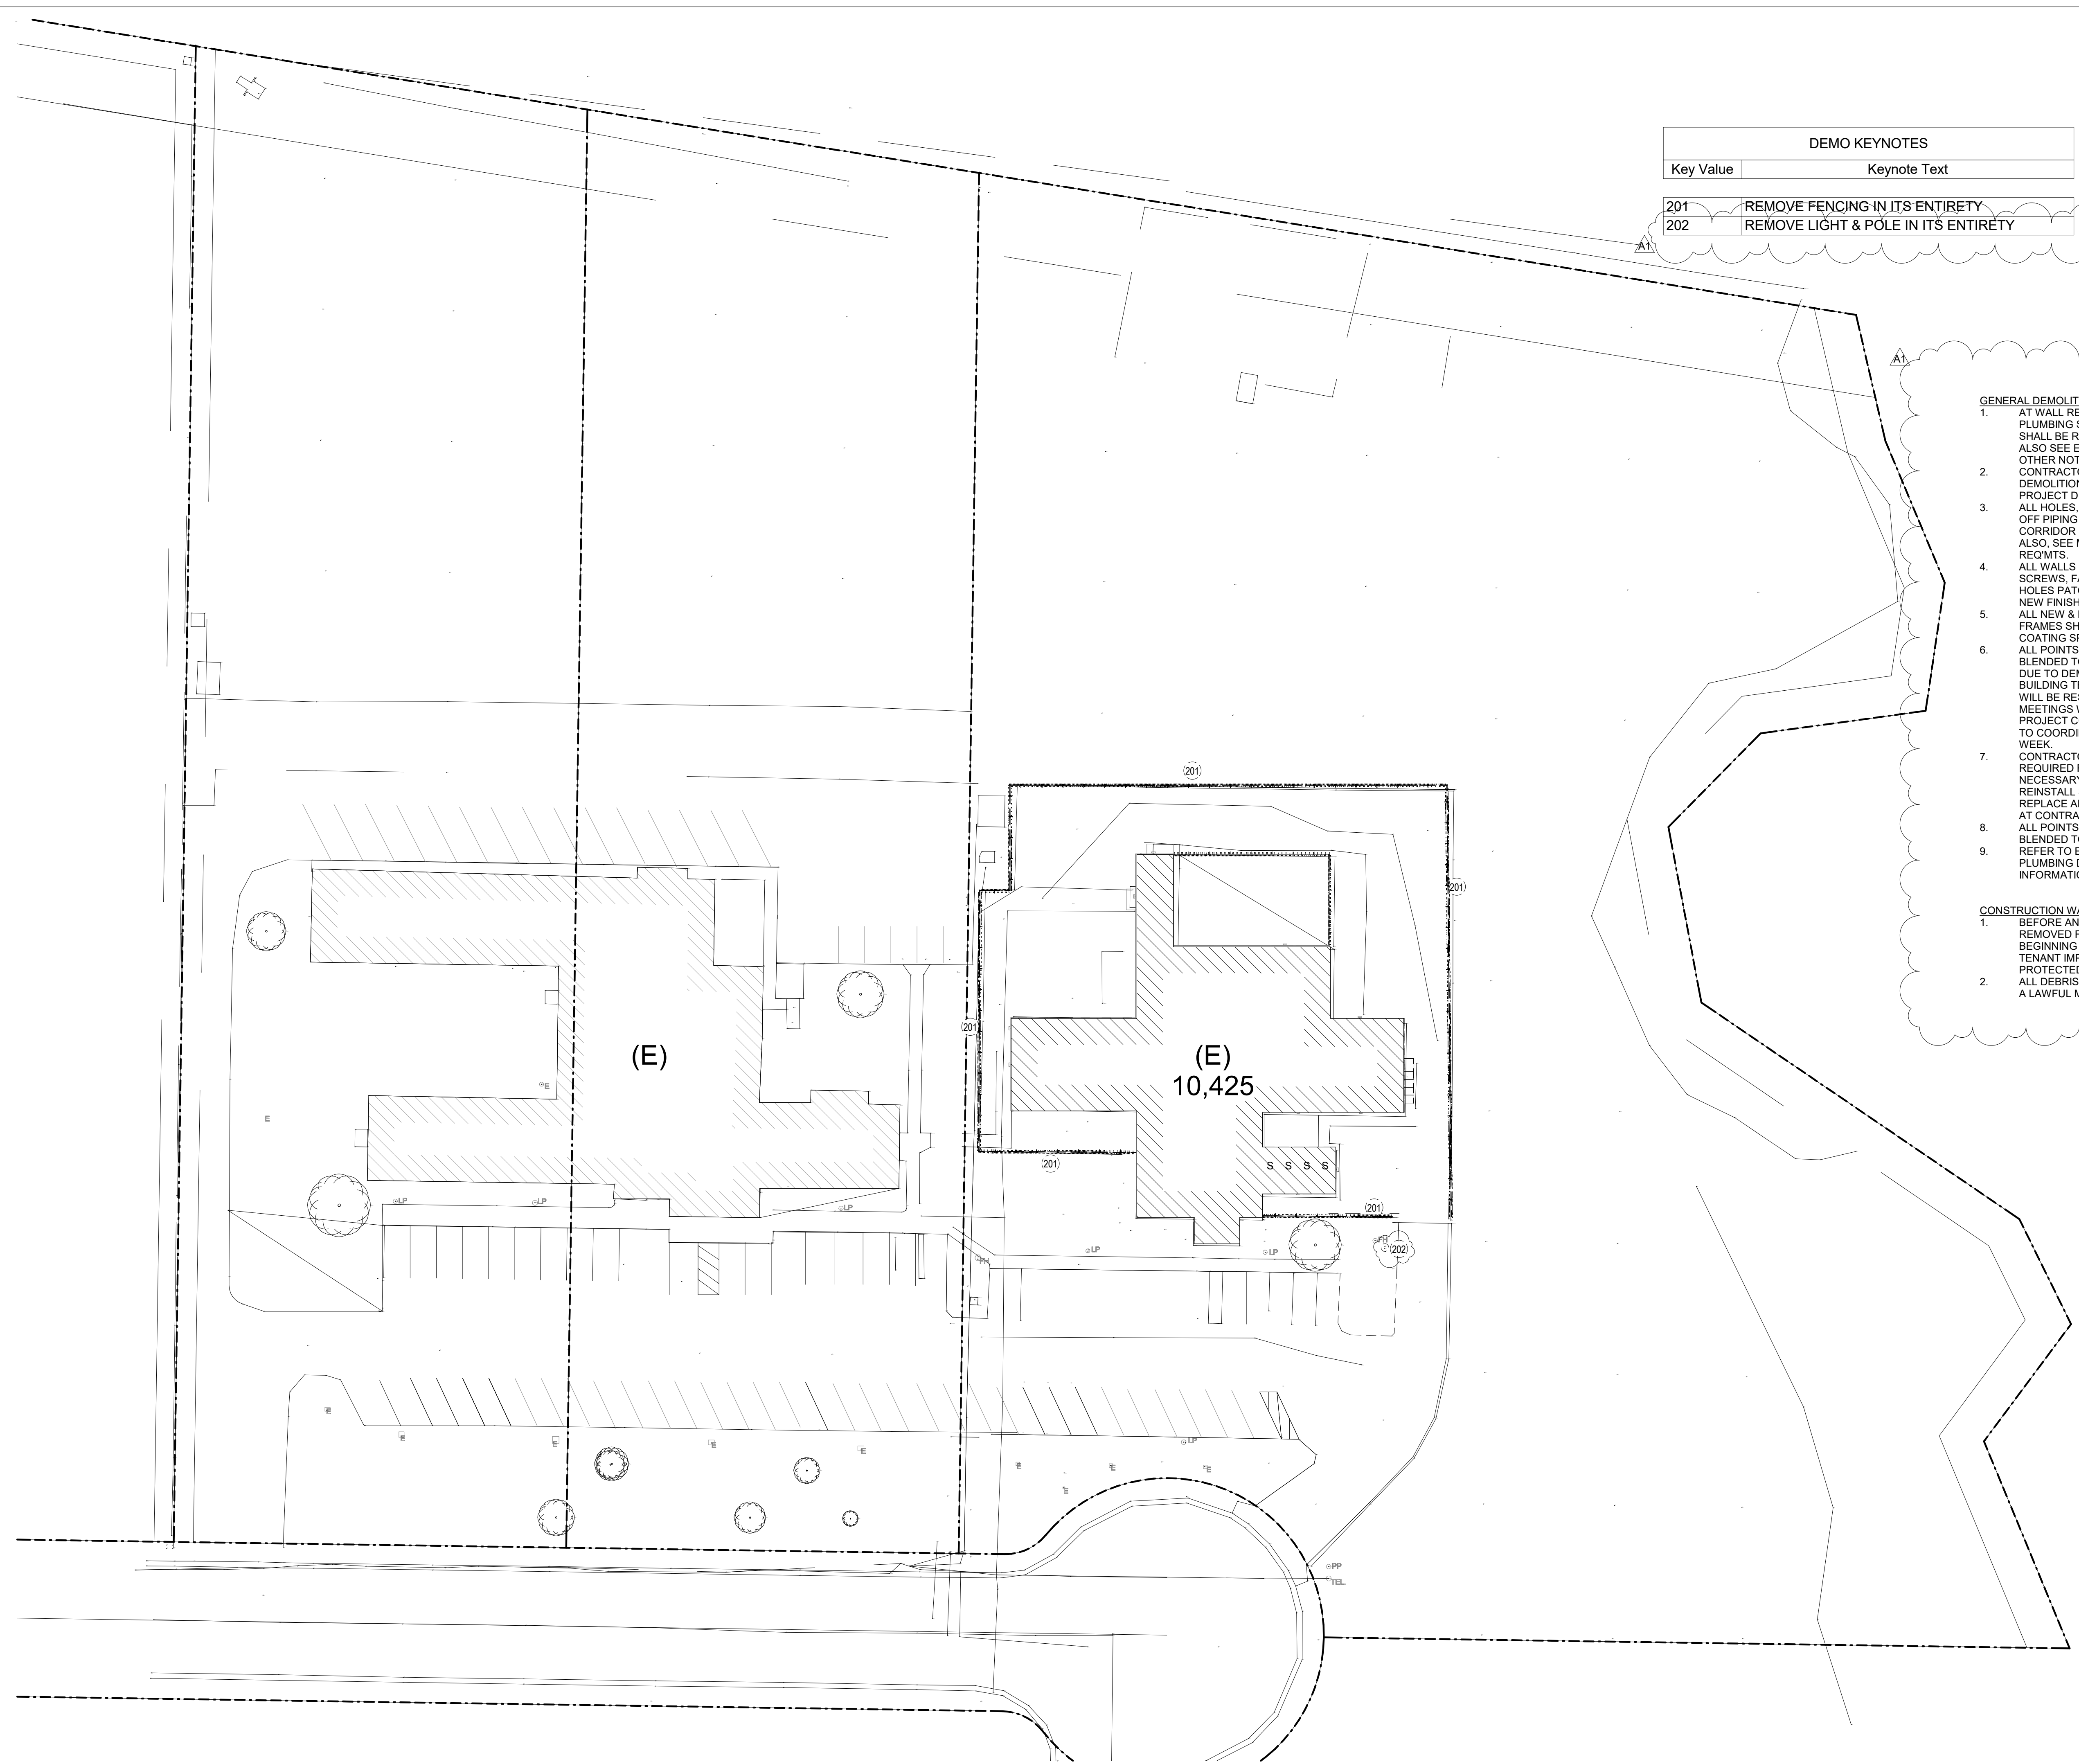 DEMO KEYNOTES
Key Value Keynote Text
201 REMOVE FENCING IN ITS ENTIRETY
202 REMOVE LIGHT & POLE IN ITS ENTIRETY
A1
A1
GENERAL DEMOLIT
1. AT WALL RE
PLUMBING S
SHALL BE R
ALSO SEE E
OTHER NOT
2. CONTRACTO
DEMOLITION
PROJECT D
3. ALL HOLES,
OFF PIPING
CORRIDOR
ALSO, SEE M
REQ'MTS.
4. ALL WALLS
SCREWS, FA
HOLES PATC
NEW FINISH
5. ALL NEW &
FRAMES SH
COATING SP
6. ALL POINTS
BLENDED TO
DUE TO DEM
BUILDING TE
WILL BE RES
MEETINGS W
PROJECT C
TO COORDI
WEEK.
7. CONTRACTO
REQUIRED
NECESSARY
REINSTALL
REPLACE A
AT CONTRA
8. ALL POINTS
BLENDED TO
9. REFER TO E
PLUMBING D
INFORMATIO
CONSTRUCTION WA
1. BEFORE AN
REMOVED F
BEGINNING
TENANT IMP
PROTECTED
2. ALL DEBRIS
A LAWFUL M
201
201
201
201
201
202
(E)
(E)
10,425
S S S S
E
E
LP
LP
LP
LP
LP
FH
FH
E
E
E
E
E
LP
E
E
E
E
PP
TEL